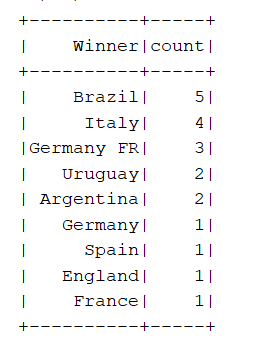 +----------+-----+
|    Winner|count|
+----------+-----+
|    Brazil|    5|
|     Italy|    4|
|Germany FR|    3|
|   Uruguay|    2|
| Argentina|    2|
|   Germany|    1|
|     Spain|    1|
|   England|    1|
|    France|    1|
+----------+-----+